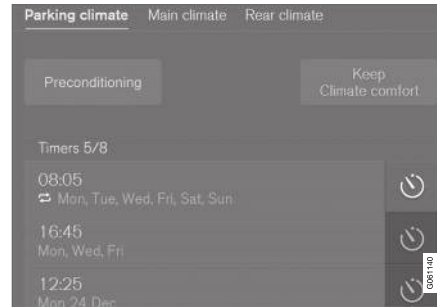 Parking climate Main climate Rear climate
Preconditioning
Keep
Climate comfort
Timers 5/8
08:05
Mon, Tue, Wed, Fri, Sat, Sun
16:45
Mon, Wed, Fri
12:25
Mon 24 Dec
G061140